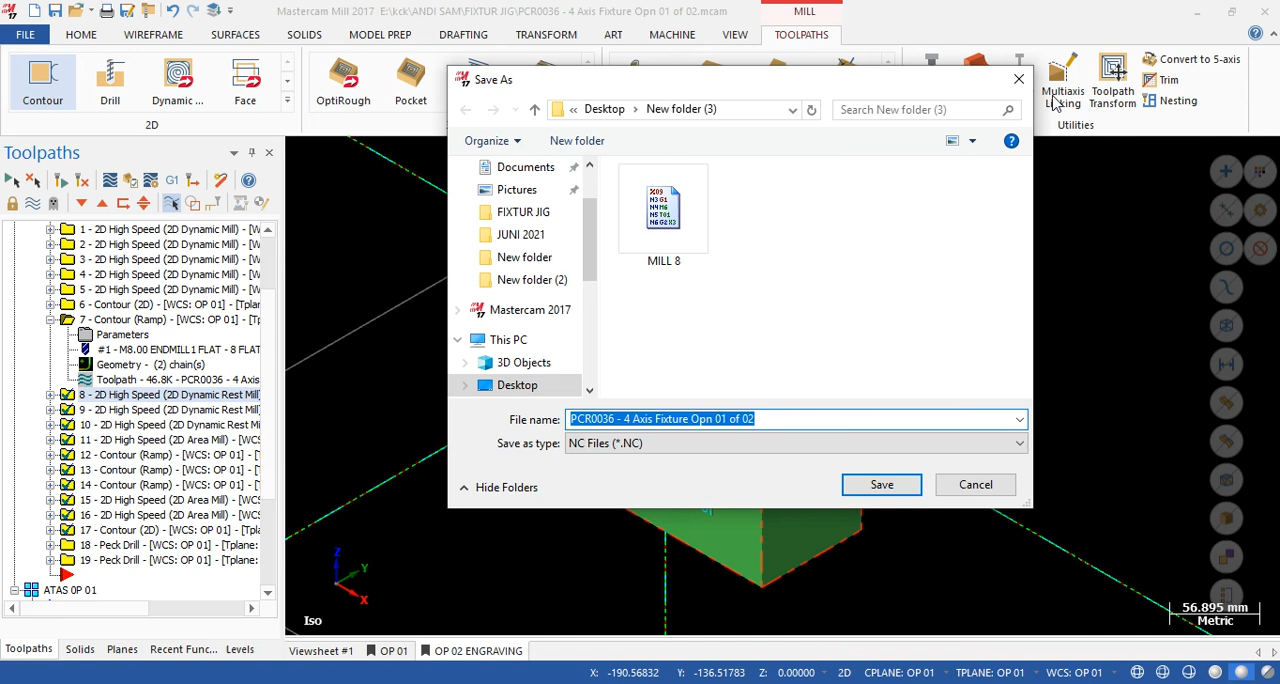 Mastercam Mill 2017 E:\kck\ANDI SAM\FIXTUR JIG\PCR0036 - 4 Axis Fixture Opn 01 of 02.mcam
MILL
FILE HOME WIREFRAME SURFACES SOLIDS MODEL PREP DRAFTING TRANSFORM ART MACHINE VIEW TOOLPATHS
Contour Drill Dynamic ... Face OptiRough Pocket Multiaxis Linking Toolpath Transform Convert to 5-axis
Trim
Nesting
2D Utilities
Toolpaths
G1
1 - 2D High Speed (2D Dynamic Mill) - [W
2 - 2D High Speed (2D Dynamic Mill) - [W
3 - 2D High Speed (2D Dynamic Mill) - [W
4 - 2D High Speed (2D Dynamic Mill) - [W
5 - 2D High Speed (2D Dynamic Mill) - [W
6 - Contour (2D) - [WCS: OP 01] - [Tplar
7 - Contour (Ramp) - [WCS: OP 01] - [Tp
Parameters
#1 - M8.00 ENDMILL1 FLAT - 8 FLAT
Geometry - (2) chain(s)
Toolpath - 46.8K - PCR0036 - 4 Axis
8 - 2D High Speed (2D Dynamic Rest Mill
9 - 2D High Speed (2D Dynamic Rest Mill
10 - 2D High Speed (2D Dynamic Rest M
11 - 2D High Speed (2D Area Mill) - [WC
12 - Contour (Ramp) - [WCS: OP 01] - [
13 - Contour (Ramp) - [WCS: OP 01] - [
14 - Contour (Ramp) - [WCS: OP 01] - [
15 - 2D High Speed (2D Area Mill) - [WC
16 - 2D High Speed (2D Area Mill) - [WC
17 - Contour (2D) - [WCS: OP 01] - [Tpla
18 - Peck Drill - [WCS: OP 01] - [Tplane:
19 - Peck Drill - [WCS: OP 01] - [Tplane:
ATAS OP 01
Toolpaths Solids Planes Recent Func... Levels
Save As
« Desktop › New folder (3)
Search New folder (3)
Organize New folder
Documents
Pictures
FIXTUR JIG
JUNI 2021
New folder
New folder (2)
Mastercam 2017
This PC
3D Objects
Desktop
%09
N3 G1
N4 M6
N5 T01
N6 G2 X3
MILL 8
File name: PCR0036 - 4 Axis Fixture Opn 01 of 02
Save as type: NC Files (*.NC)
Hide Folders Save Cancel
Z
Y
X
Iso
56.895 mm
Metric
Viewsheet #1 OP 01 OP 02 ENGRAVING
X: -190.56832 Y: -136.51783 Z: 0.00000 2D CPLANE: OP 01 TPLANE: OP 01 WCS: OP 01